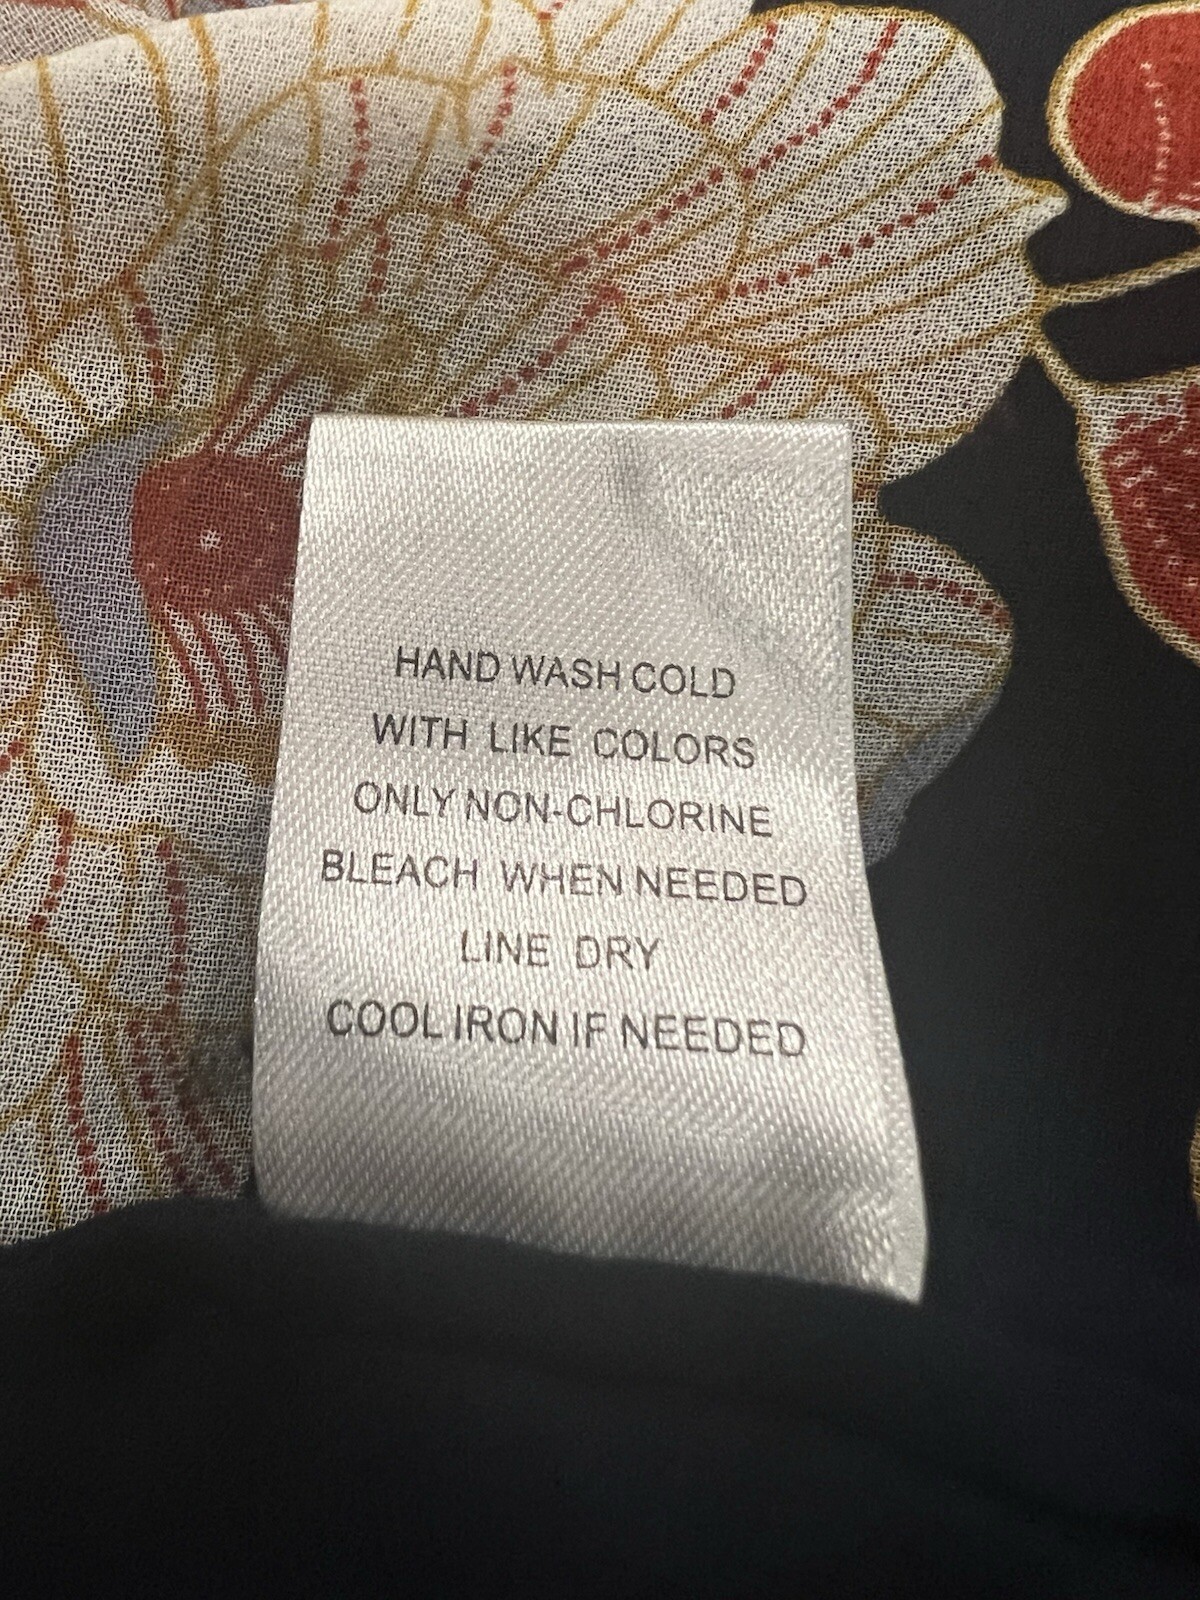 HAND WASH COLD
WITH LIKE COLORS
ONLY NON-CHLORINE
BLEACH WHEN NEEDED
LINE DRY
COOL IRON IF NEEDED